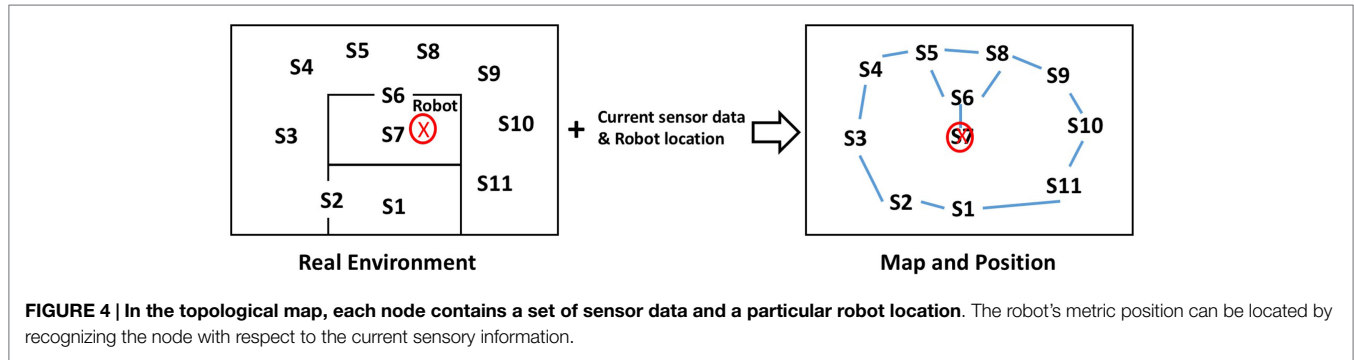 S5
S8
S4
S9
S6
Robot
S3
S7
X
S10
S2
S1
S11
Real Environment
+
Current sensor data
& Robot location
S5
S8
S4
S9
S6
S10
S3
S7
X
S11
S2
S1
Map and Position
FIGURE 4 | In the topological map, each node contains a set of sensor data and a particular robot location. The robot's metric position can be located by
recognizing the node with respect to the current sensory information.